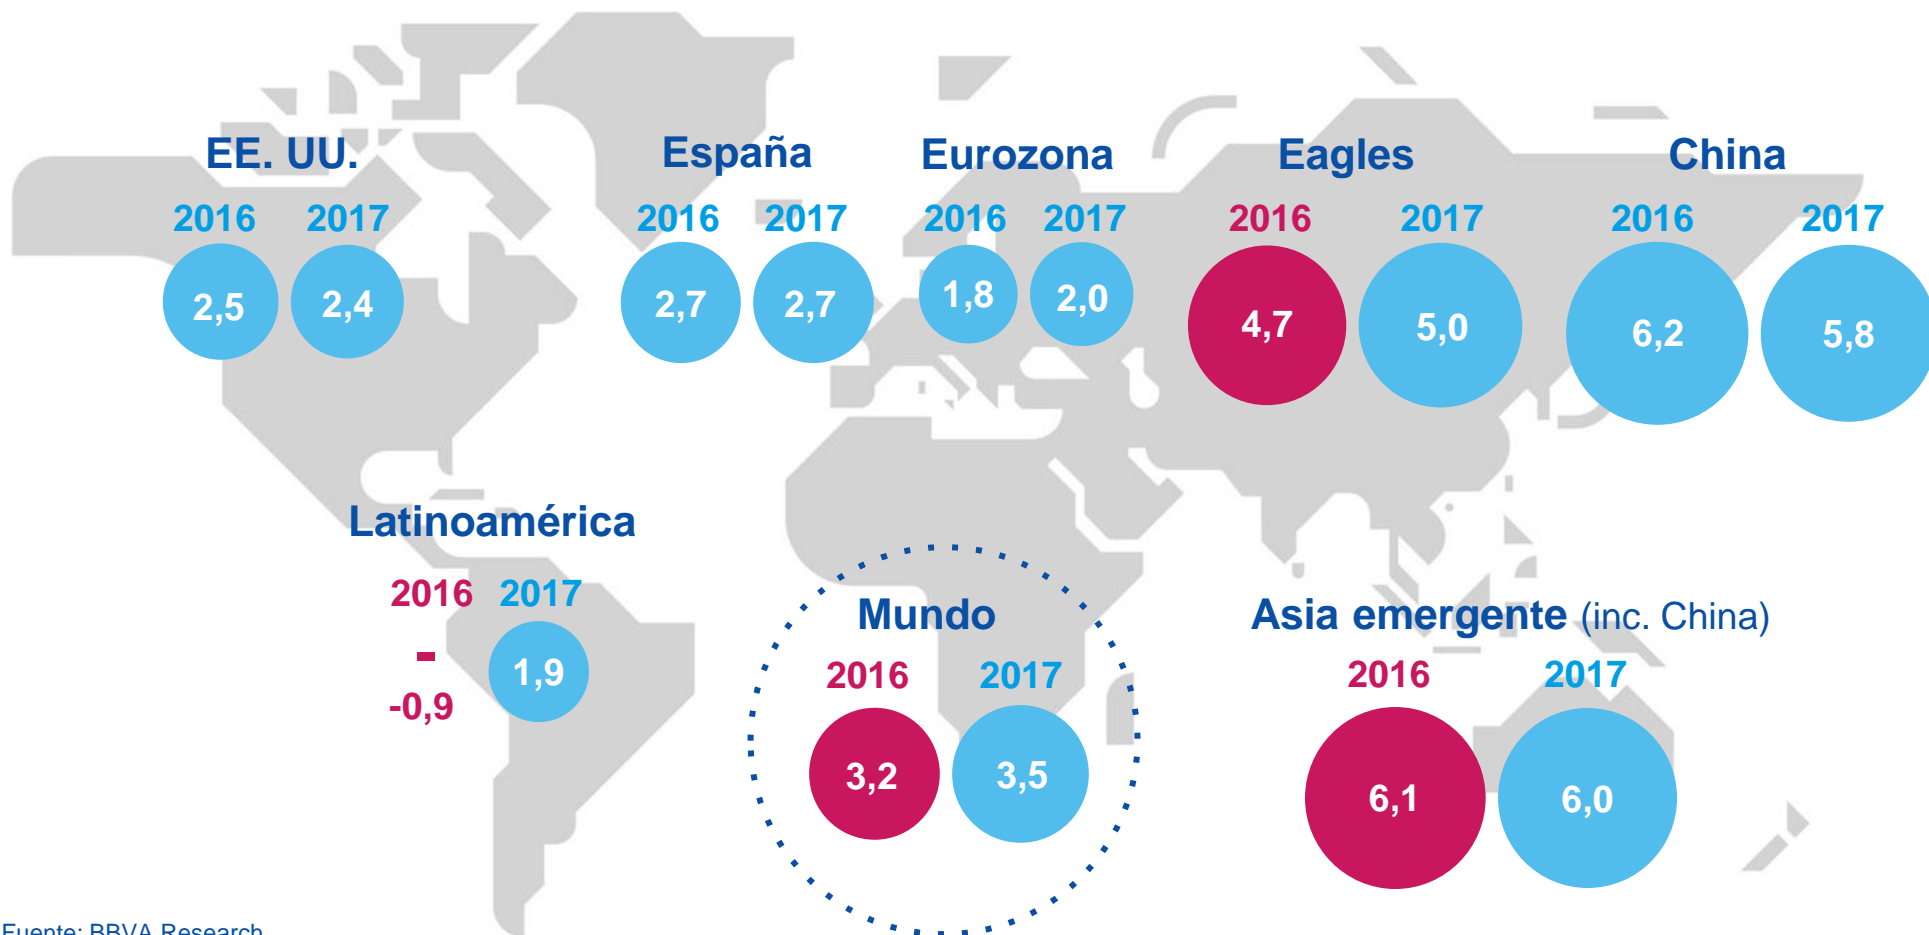 EE. UU.
2016 2017
2,5 2,4
España
2016 2017
2,7 2,7
Eurozona
2016 2017
1,8 2,0
Eagles
2016 2017
4,7 5,0
China
2016 2017
6,2 5,8
Latinoamérica
2016 2017
-
-0,9
1,9
Mundo
2016 2017
3,2 3,5
Asia emergente (inc. China)
2016 2017
6,1 6,0
Fuente: BBVA Research